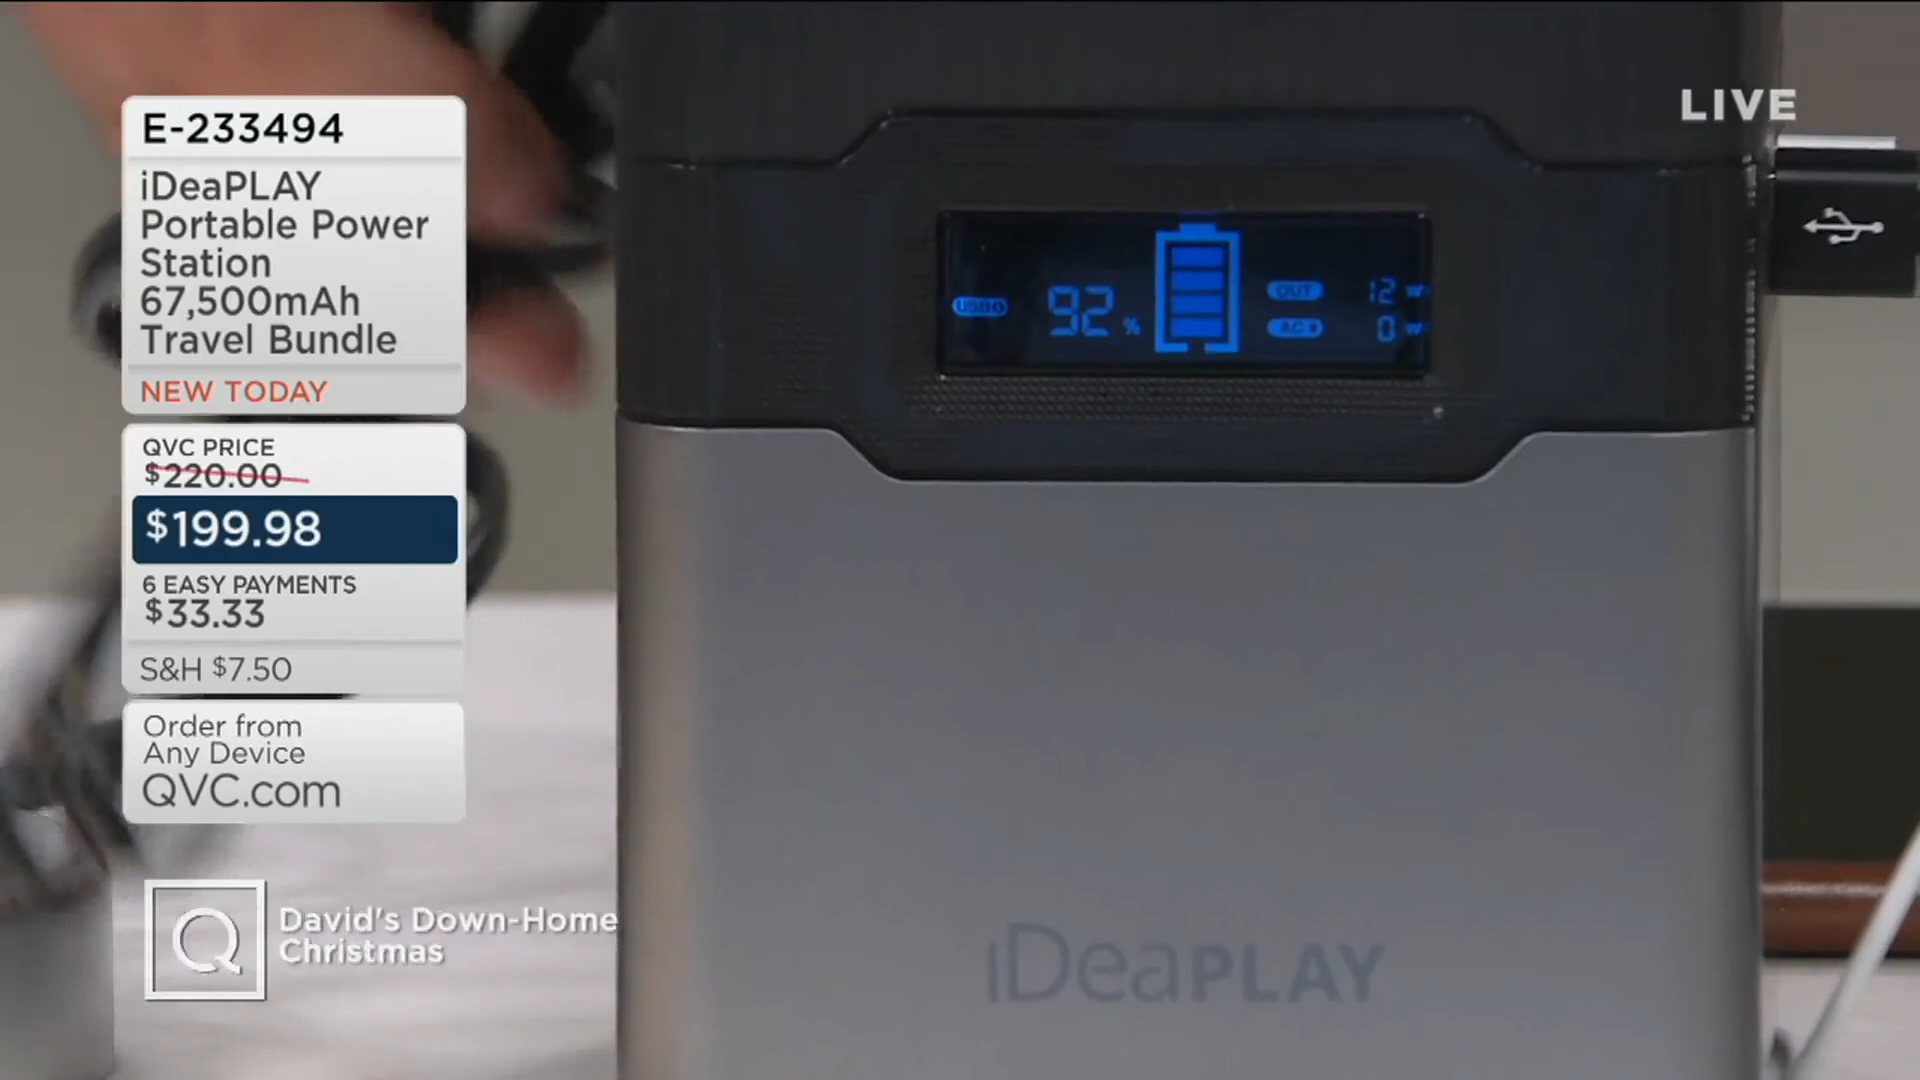 E-233494
iDeaPLAY
Portable Power
Station
67,500mAh
Travel Bundle
NEW TODAY
QVC PRICE
$220.00
$199.98
6 EASY PAYMENTS
$33.33
S&H $7.50
Order from
Any Device
QVC.com
Q
David's Down-Home
Christmas
LIVE
92 %
OUT 12 W
AC 0 W
iDeaPLAY